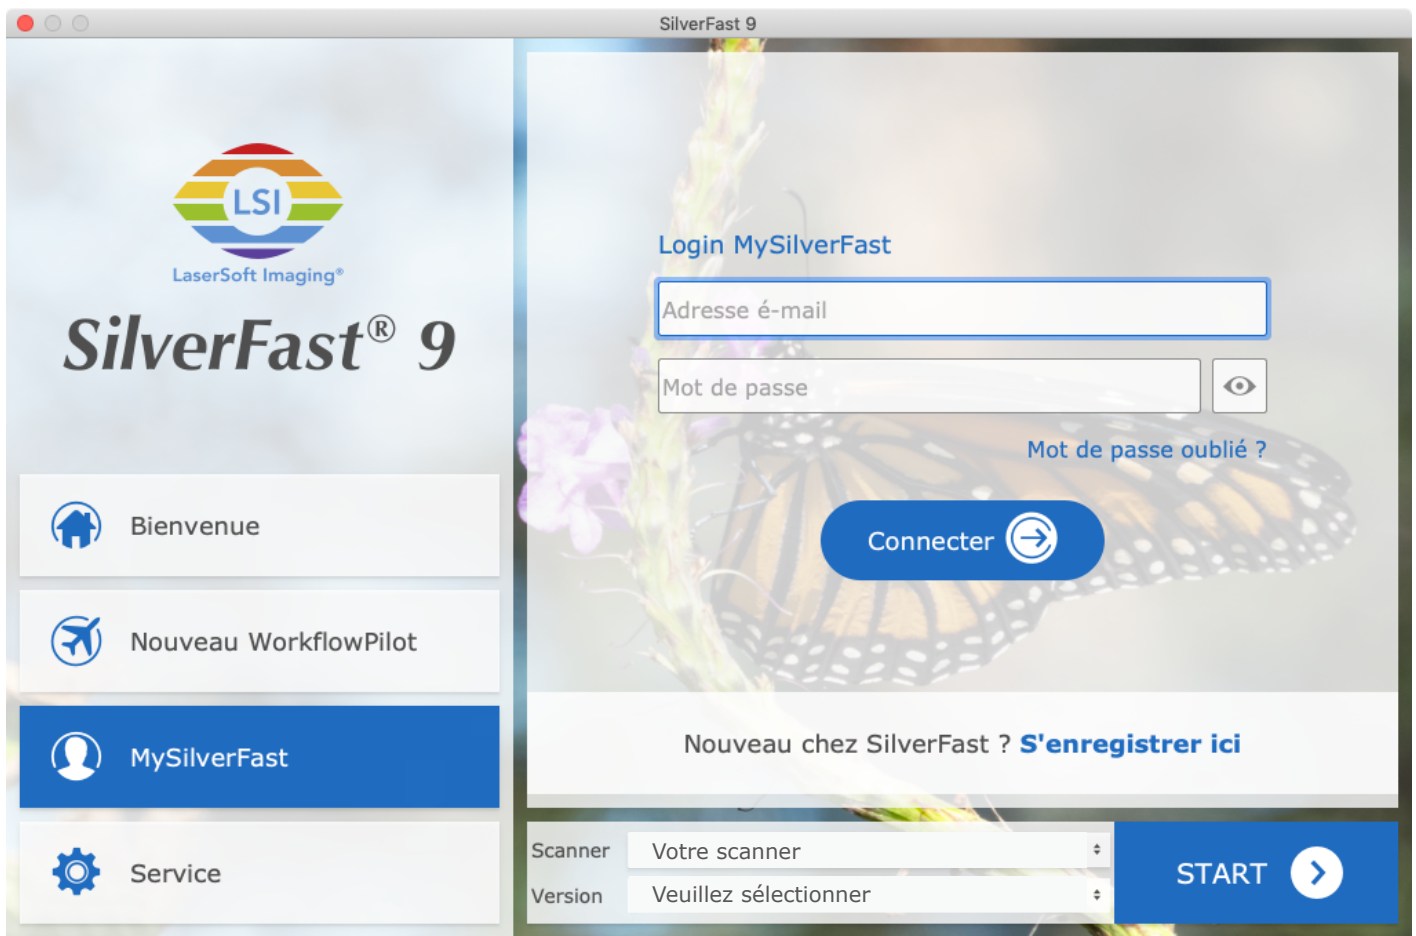 SilverFast 9
LSI
LaserSoft Imaging®
SilverFast® 9
Bienvenue
Nouveau WorkflowPilot
MySilverFast
Service
Login MySilverFast
Adresse é-mail
Mot de passe
Mot de passe oublié ?
Connecter
Nouveau chez SilverFast ? S'enregistrer ici
Scanner Votre scanner
Version Veuillez sélectionner
START